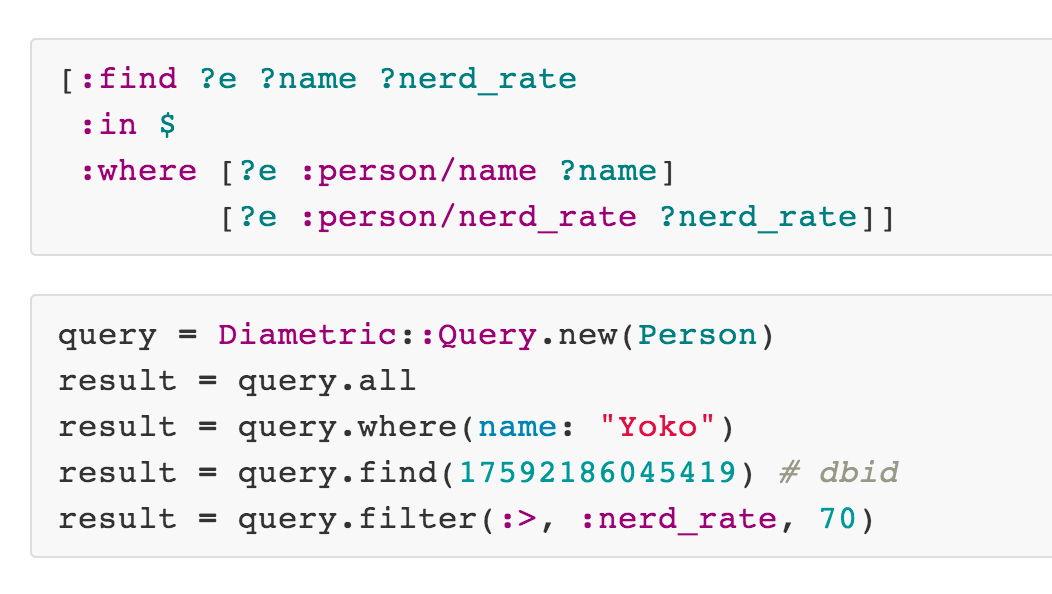 [:find ?e ?name ?nerd_rate
:in $
:where [?e :person/name ?name]
[?e :person/nerd_rate ?nerd_rate]]
query = Diametric::Query.new(Person)
result = query.all
result = query.where(name: "Yoko")
result = query.find(17592186045419) # dbid
result = query.filter(:>, :nerd_rate, 70)